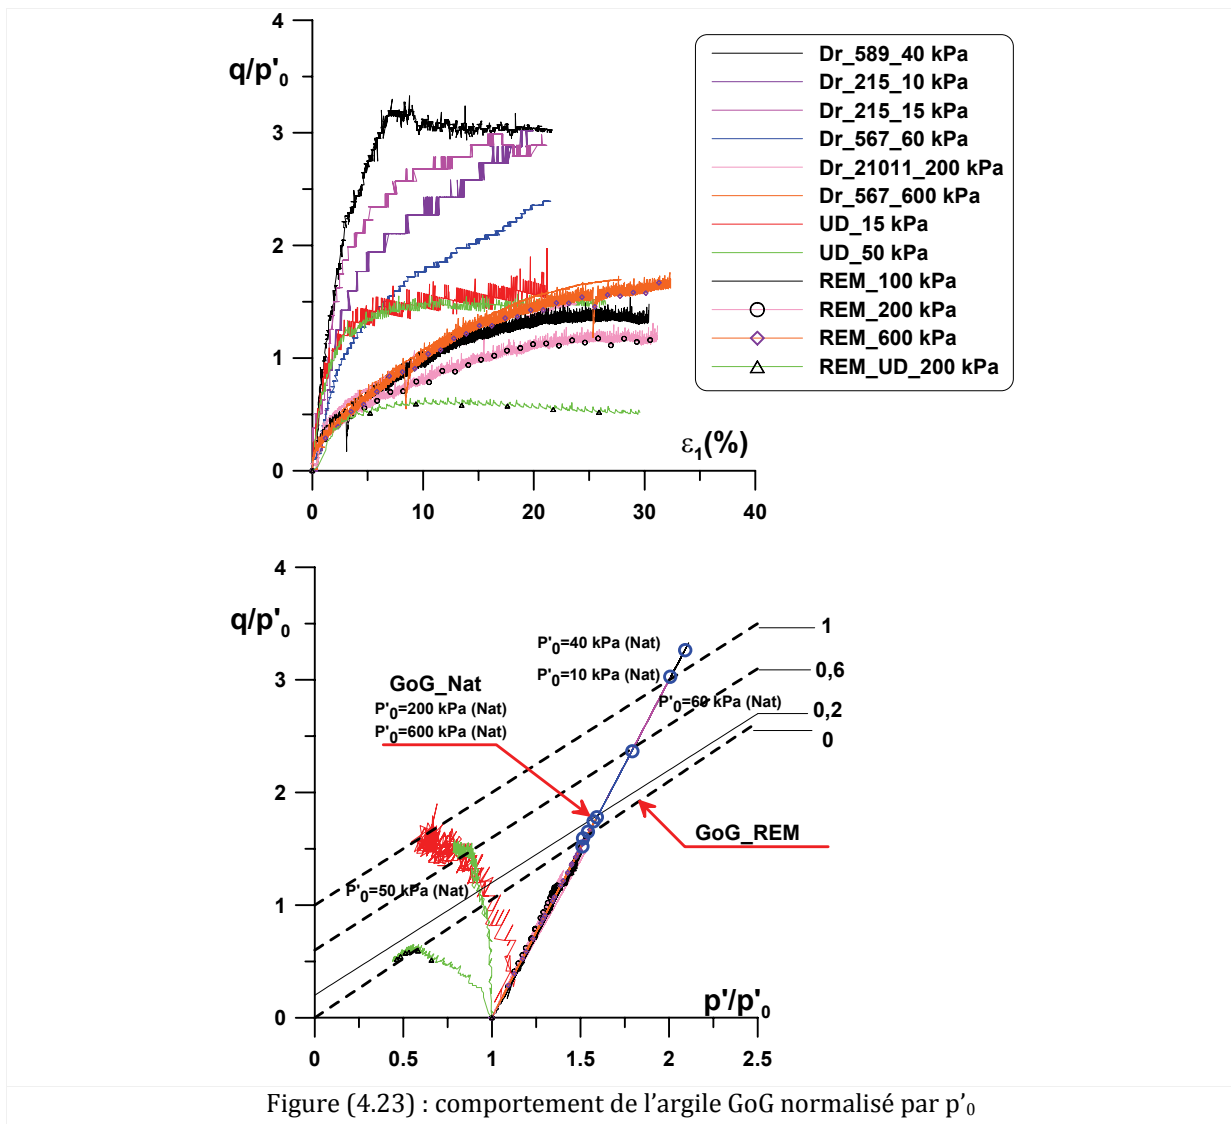 4
q/p'0
3
2
1
0
0
10
20
30
40
ε1(%)
Dr_589_40 kPa
Dr_215_10 kPa
Dr_215_15 kPa
Dr_567_60 kPa
Dr_21011_200 kPa
Dr_567_600 kPa
UD_15 kPa
UD_50 kPa
REM_100 kPa
REM_200 kPa
REM_600 kPa
REM_UD_200 kPa
4
q/p'0
3
2
1
0
0
0.5
1
1.5
2
2.5
p'/p'0
P'0=40 kPa (Nat)
P'0=10 kPa (Nat)
GoG_Nat
P'0=200 kPa (Nat)
P'0=600 kPa (Nat)
P'0=60 kPa (Nat)
P'0=50 kPa (Nat)
GoG_REM
1
0,6
0,2
0
Figure (4.23) : comportement de l’argile GoG normalisé par p’0